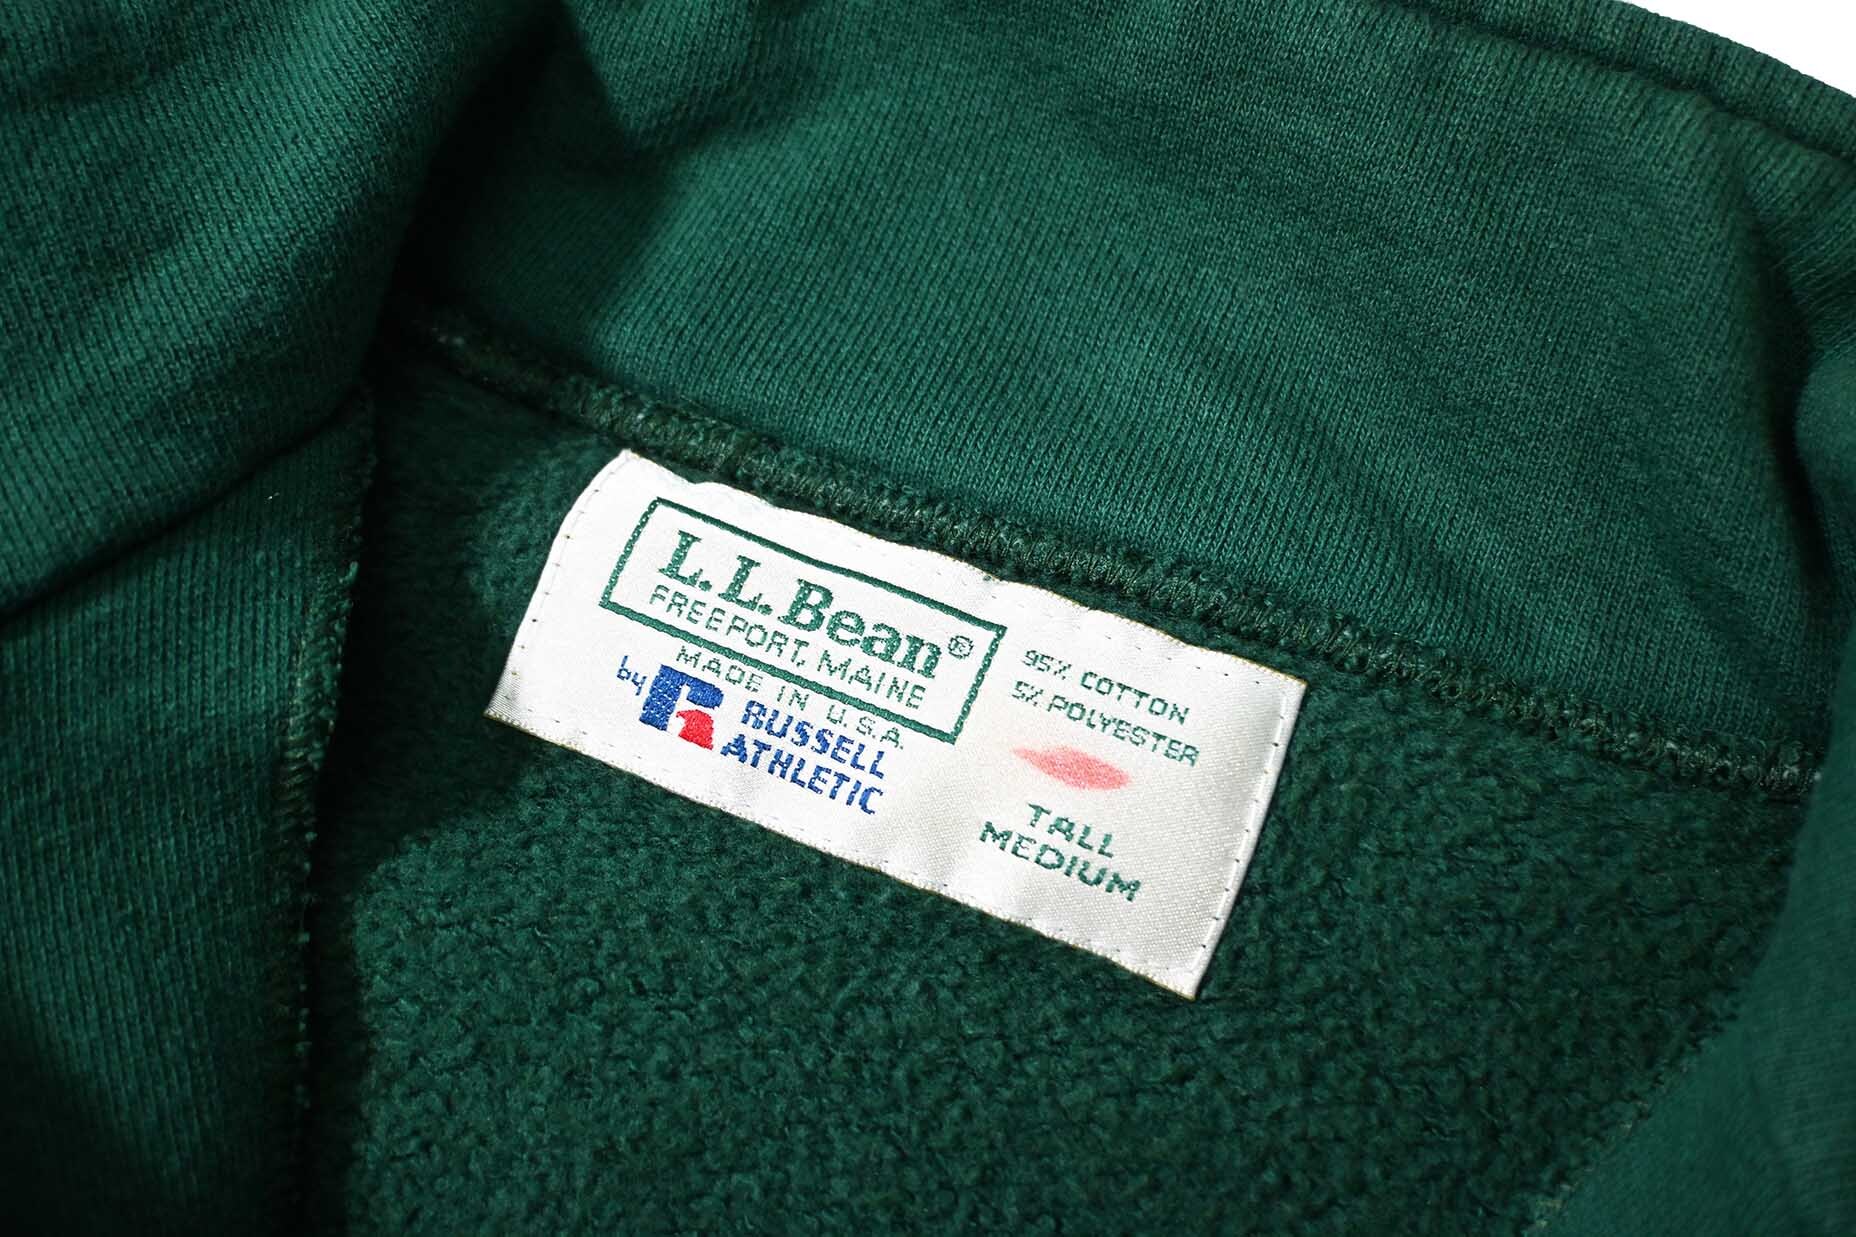 L.L.Bean®
FREEPORT, MAINE
MADE IN U.S.A.
by RUSSELL
ATHLETIC
95% COTTON
5% POLYESTER
TALL
MEDIUM